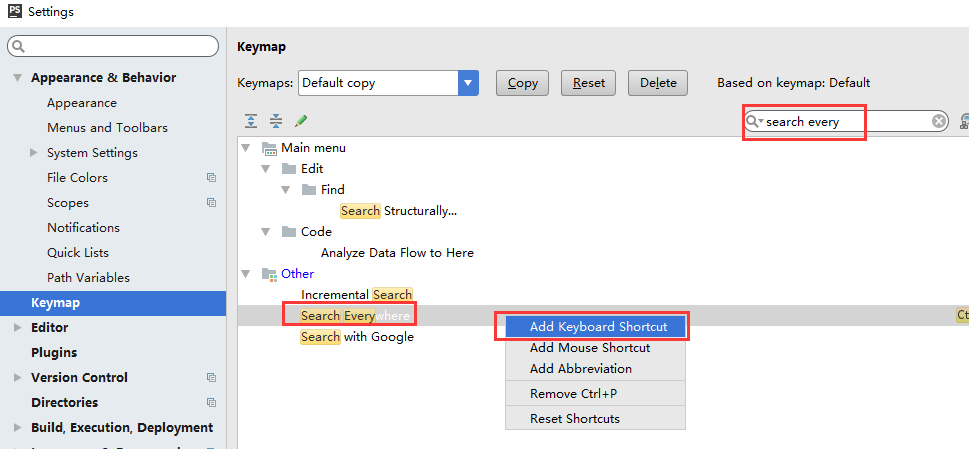 PS Settings
Appearance & Behavior
Appearance
Menus and Toolbars
System Settings
File Colors
Scopes
Notifications
Quick Lists
Path Variables
Keymap
Editor
Plugins
Version Control
Directories
Build, Execution, Deployment
Keymap
Keymaps: Default copy Copy Reset Delete Based on keymap: Default
search every
Main menu
Edit
Find
Search Structurally...
Code
Analyze Data Flow to Here
Other
Incremental Search
Search Everywhere Ct
Search with Google
Add Keyboard Shortcut
Add Mouse Shortcut
Add Abbreviation
Remove Ctrl+P
Reset Shortcuts